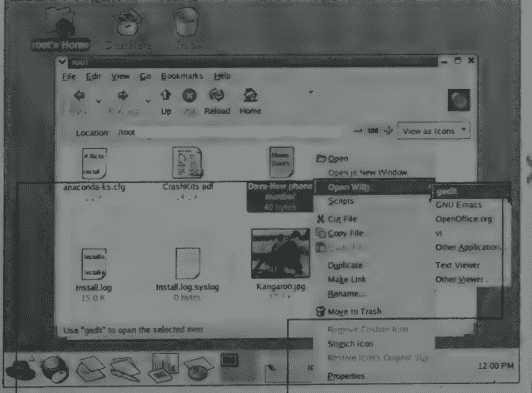 root's Home
root
File Edit View Go Bookmarks Help
Up Reload Home
Location: /root 100 View as Icons
anaconda-ks.cfg
CrashKits pdf
Dave-New phone
number
40 bytes
Install.log
15.0 K
Install.log.syslog
0 bytes
Kangaroo.jpg
Open
Open in New Window
Open With
Scripts
Cut File
Copy File
Duplicate
Make Link
Rename...
Move to Trash
Remove Custom Icon
Stretch Icon
Restore Icon's Original Size
Properties
gedit
GNU Emacs
OpenOffice.org
vi
Other Application...
Text Viewer
Other Viewer...
Use "gedit" to open the selected item
12:00 PM